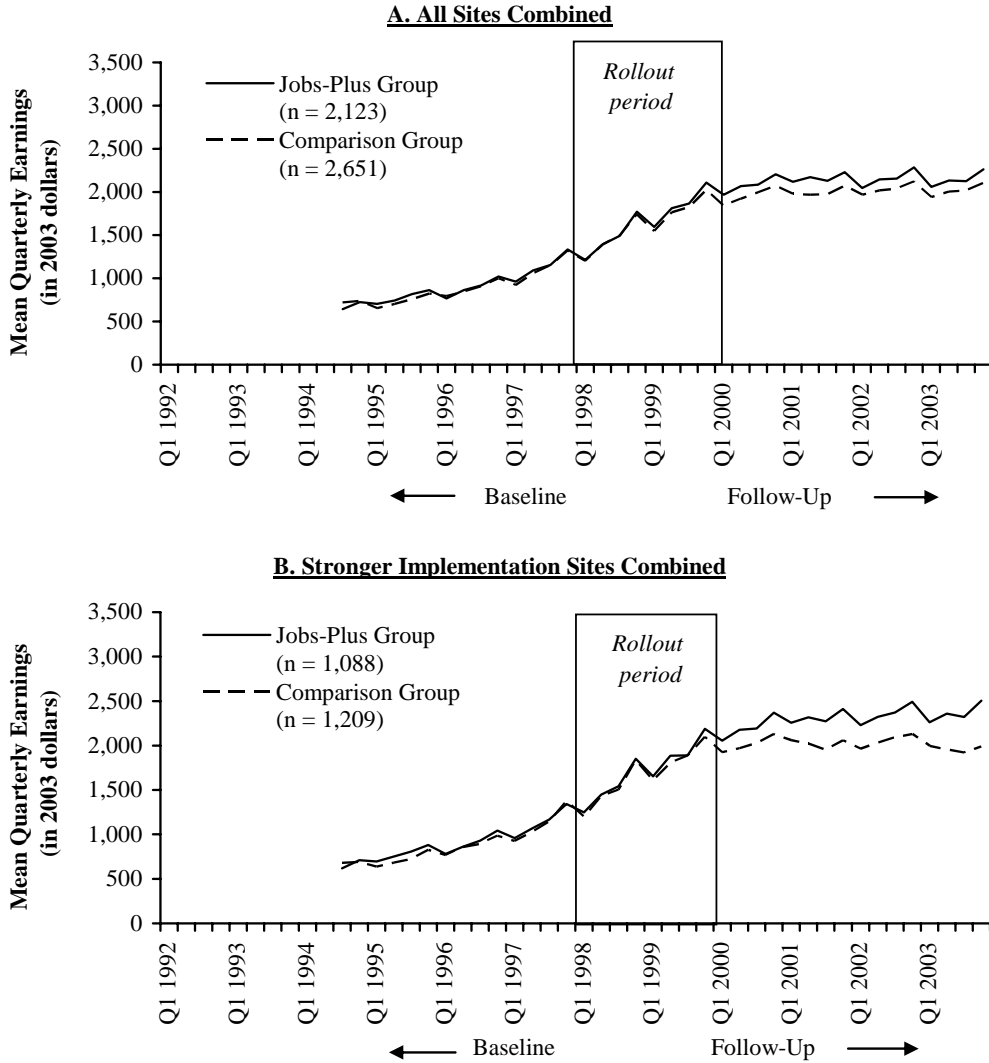 A. All Sites Combined
Mean Quarterly Earnings
(in 2003 dollars)
3,500
3,000
2,500
2,000
1,500
1,000
500
0
Jobs-Plus Group
(n = 2,123)
Comparison Group
(n = 2,651)
Rollout
period
Q1 1992
Q1 1993
Q1 1994
Q1 1995
Q1 1996
Q1 1997
Q1 1998
Q1 1999
Q1 2000
Q1 2001
Q1 2002
Q1 2003
Baseline
Follow-Up
B. Stronger Implementation Sites Combined
Mean Quarterly Earnings
(in 2003 dollars)
3,500
3,000
2,500
2,000
1,500
1,000
500
0
Jobs-Plus Group
(n = 1,088)
Comparison Group
(n = 1,209)
Rollout
period
Q1 1992
Q1 1993
Q1 1994
Q1 1995
Q1 1996
Q1 1997
Q1 1998
Q1 1999
Q1 2000
Q1 2001
Q1 2002
Q1 2003
Baseline
Follow-Up